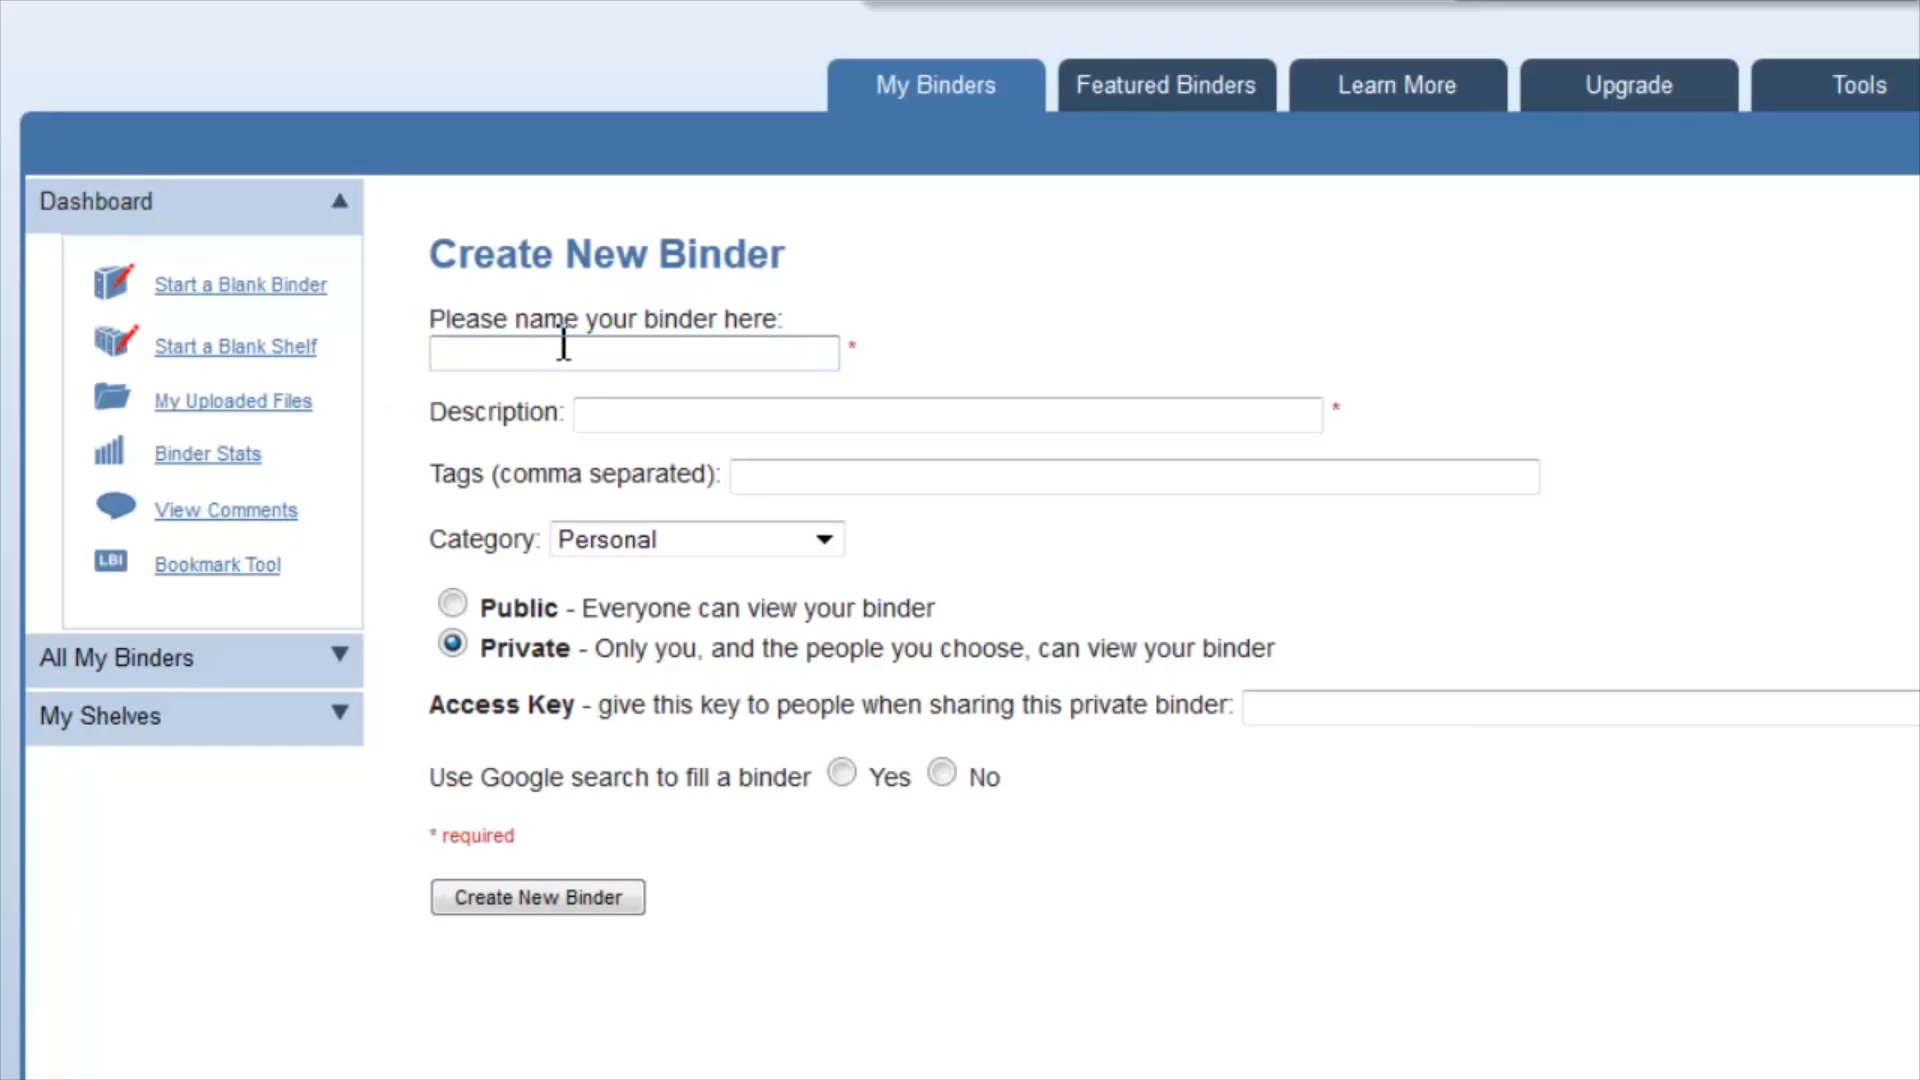 My Binders
Featured Binders
Learn More
Upgrade
Tools
Dashboard
Start a Blank Binder
Start a Blank Shelf
My Uploaded Files
Binder Stats
View Comments
LBI
Bookmark Tool
All My Binders
My Shelves
Create New Binder
Please name your binder here:
*
Description: *
Tags (comma separated):
Category: Personal
Public - Everyone can view your binder
Private - Only you, and the people you choose, can view your binder
Access Key - give this key to people when sharing this private binder:
Use Google search to fill a binder Yes No
* required
Create New Binder